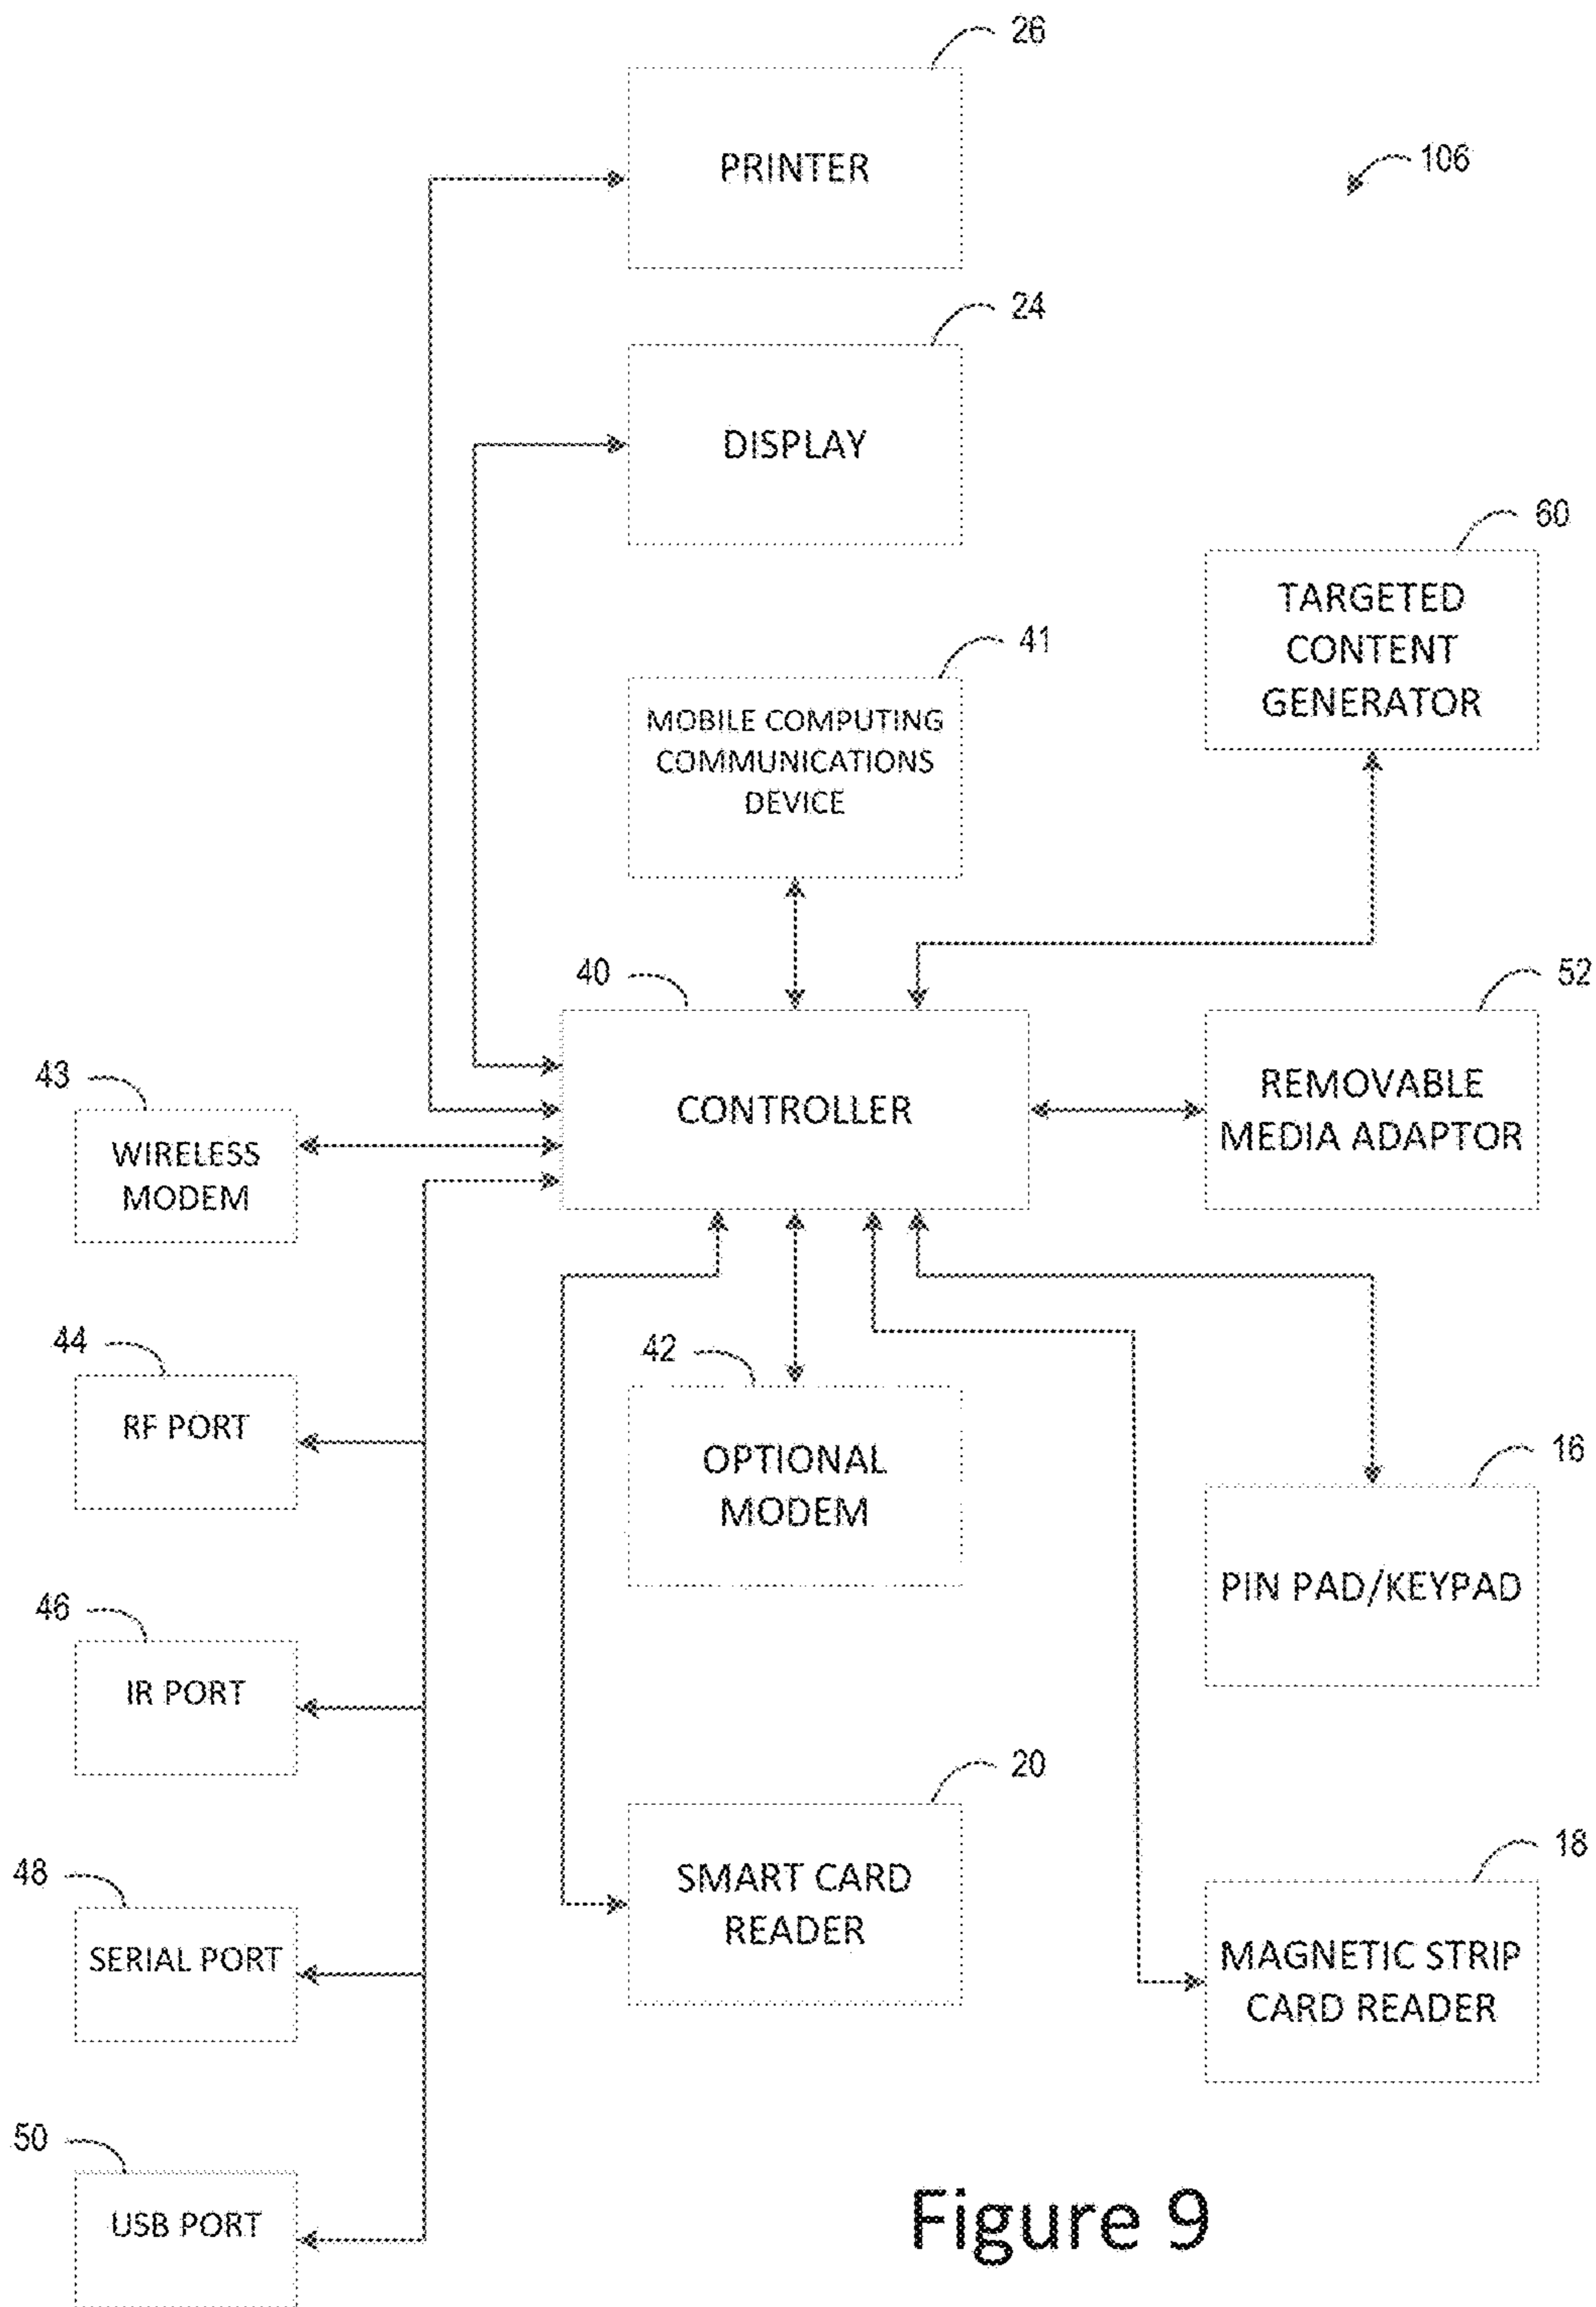 26
PRINTER
106
24
DISPLAY
60
TARGETED
CONTENT
GENERATOR
41
MOBILE COMPUTING
COMMUNICATIONS
DEVICE
40
CONTROLLER
52
REMOVABLE
MEDIA ADAPTOR
43
WIRELESS
MODEM
44
RF PORT
42
OPTIONAL
MODEM
16
PIN PAD/KEYPAD
46
IR PORT
20
SMART CARD
READER
18
MAGNETIC STRIP
CARD READER
48
SERIAL PORT
50
USB PORT
Figure 9